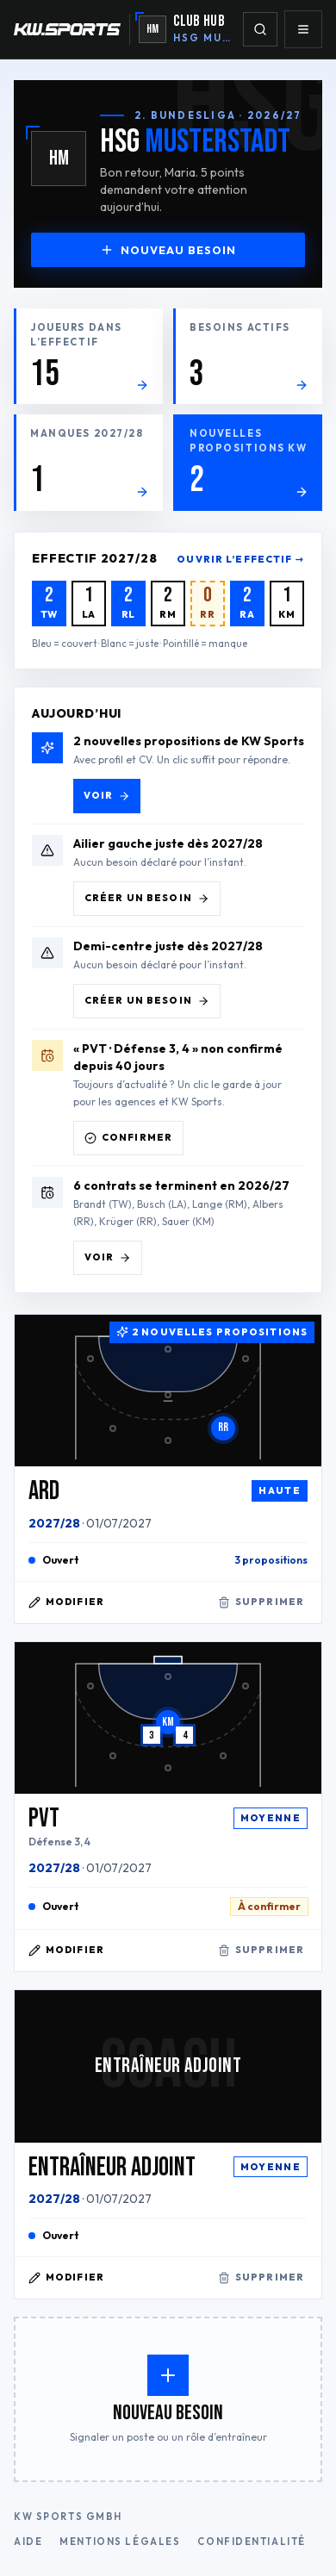 KW.SPORTS
HM
CLUB HUB
HSG MU…
2. BUNDESLIGA · 2026/27
HM
HSG MUSTERSTADT
Bon retour, Maria. 5 points
demandent votre attention
aujourd’hui.
+ NOUVEAU BESOIN
JOUEURS DANS
L’EFFECTIF
15
BESOINS ACTIFS
3
MANQUES 2027/28
1
NOUVELLES
PROPOSITIONS KW
2
EFFECTIF 2027/28
OUVRIR L’EFFECTIF →
2 1 2 2 0 2 1
TW LA RL RM RR RA KM
Bleu = couvert · Blanc = juste · Pointillé = manque
AUJOURD’HUI
2 nouvelles propositions de KW Sports
Avec profil et CV. Un clic suffit pour répondre.
VOIR →
Ailier gauche juste dès 2027/28
Aucun besoin déclaré pour l’instant.
CRÉER UN BESOIN →
Demi-centre juste dès 2027/28
Aucun besoin déclaré pour l’instant.
CRÉER UN BESOIN →
« PVT · Défense 3, 4 » non confirmé
depuis 40 jours
Toujours d’actualité ? Un clic le garde à jour
pour les agences et KW Sports.
CONFIRMER
6 contrats se terminent en 2026/27
Brandt (TW), Busch (LA), Lange (RM), Albers
(RR), Krüger (RR), Sauer (KM)
VOIR →
2 NOUVELLES PROPOSITIONS
RR
ARD
HAUTE
2027/28 · 01/07/2027
Ouvert
3 propositions
MODIFIER
SUPPRIMER
KM
3
4
PVT
MOYENNE
Défense 3, 4
2027/28 · 01/07/2027
Ouvert
À confirmer
MODIFIER
SUPPRIMER
COACH
ENTRAÎNEUR ADJOINT
ENTRAÎNEUR ADJOINT
MOYENNE
2027/28 · 01/07/2027
Ouvert
MODIFIER
SUPPRIMER
+
NOUVEAU BESOIN
Signaler un poste ou un rôle d’entraîneur
KW SPORTS GMBH
AIDE
MENTIONS LÉGALES
CONFIDENTIALITÉ